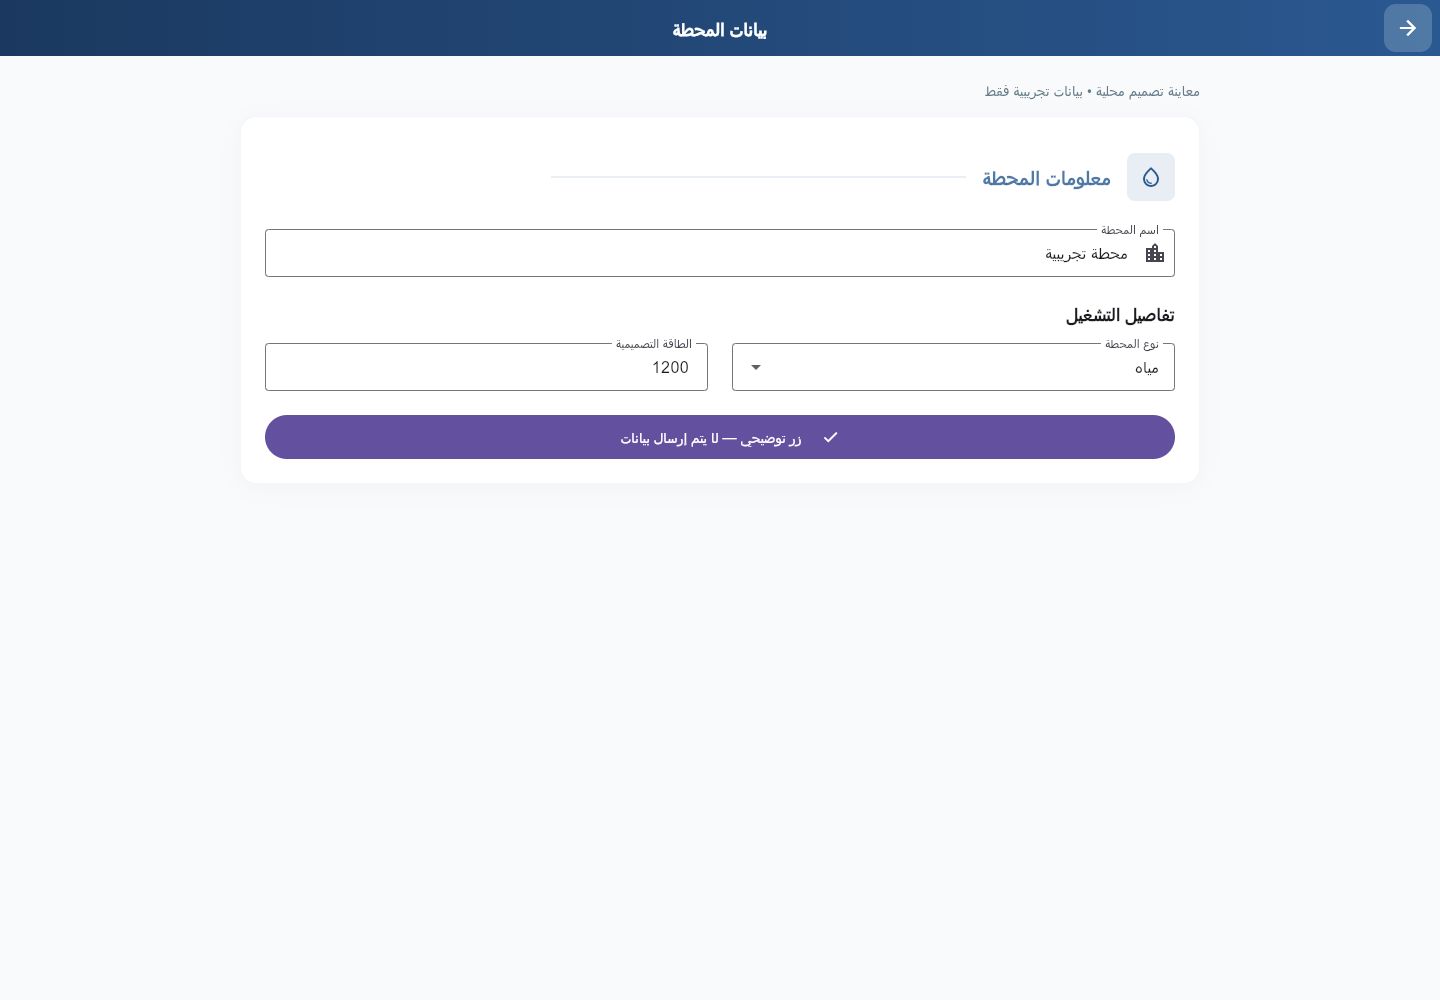 بيانات المحطة
معاينة تصميم محلية • بيانات تجريبية فقط
معلومات المحطة
اسم المحطة
محطة تجريبية
تفاصيل التشغيل
نوع المحطة
مياه
الطاقة التصميمية
1200
زر توضيحي — لا يتم إرسال بيانات